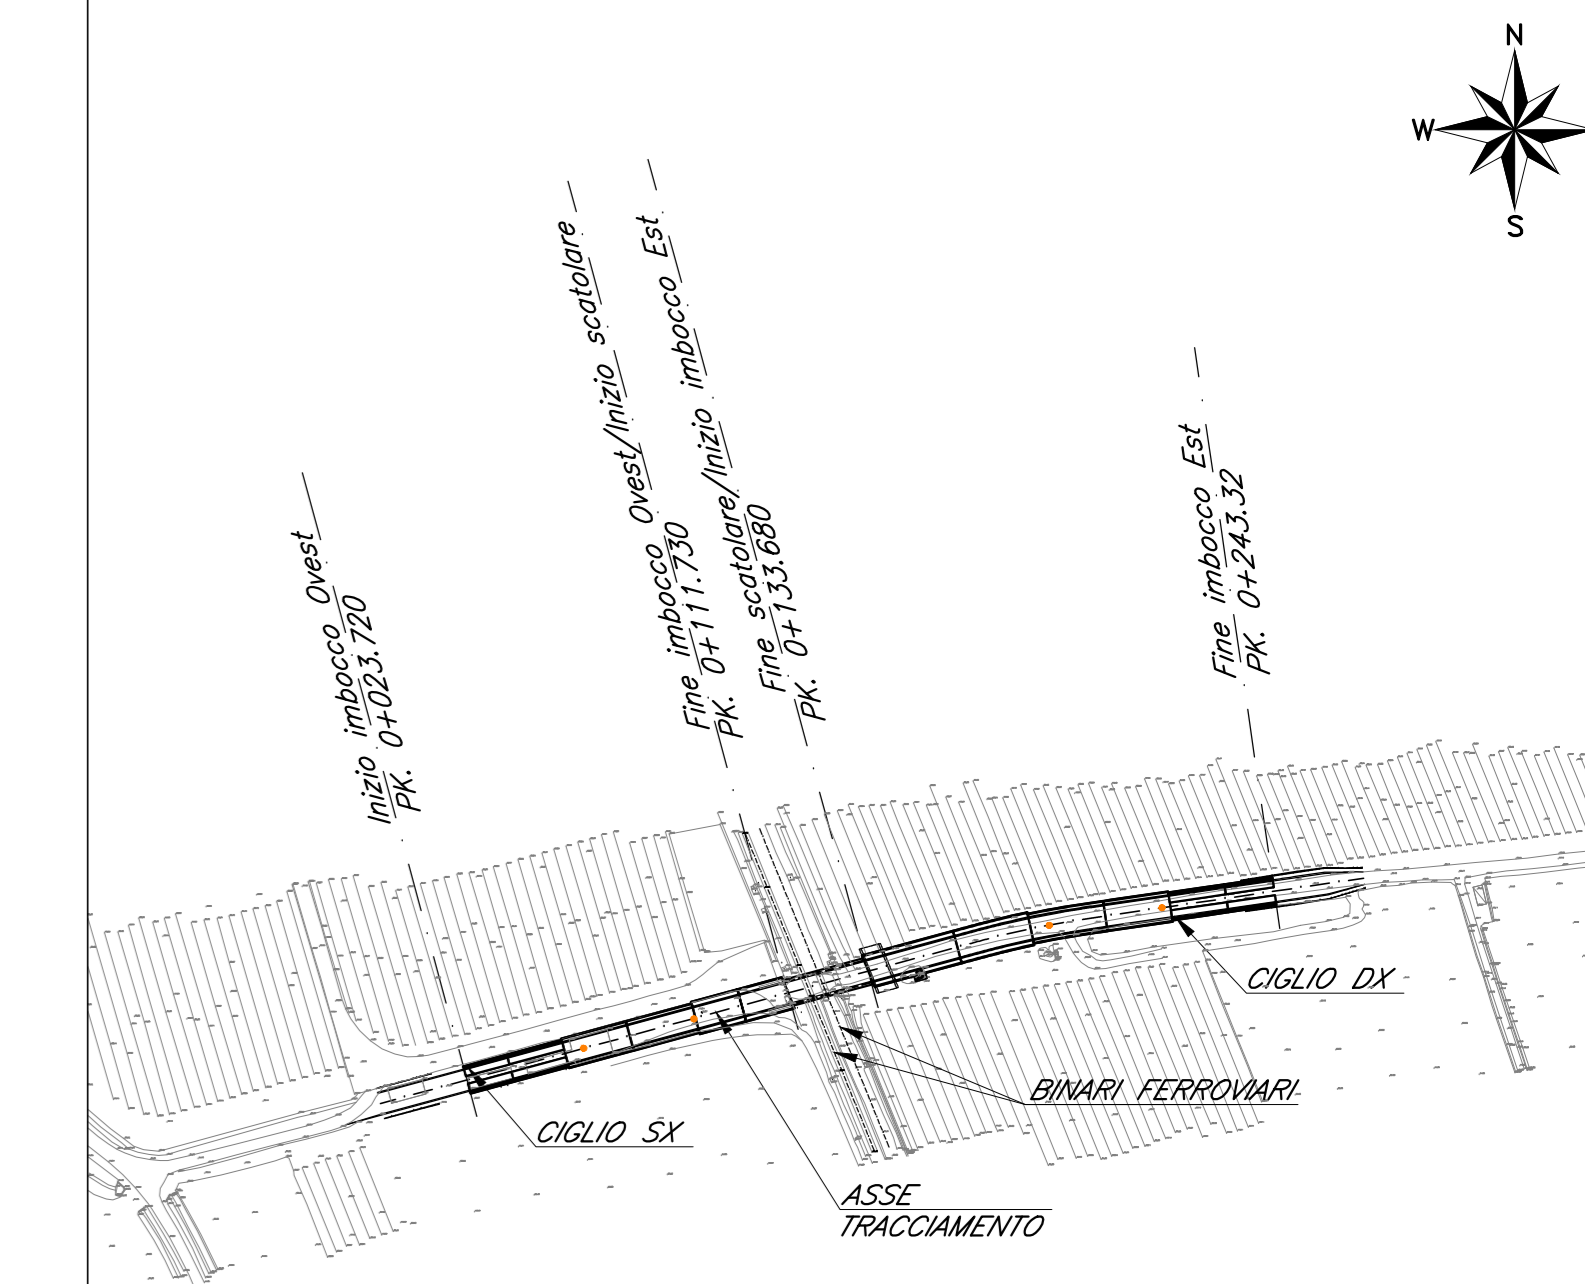 N
W
S
Inizio imbocco Ovest
PK. 0+023.720
Fine imbocco Ovest/Inizio scatolare
PK. 0+111.730
Fine scatolare/Inizio imbocco Est
PK. 0+133.680
Fine imbocco Est
PK. 0+243.32
CIGLIO DX
BINARI FERROVIARI
CIGLIO SX
ASSE
TRACCIAMENTO